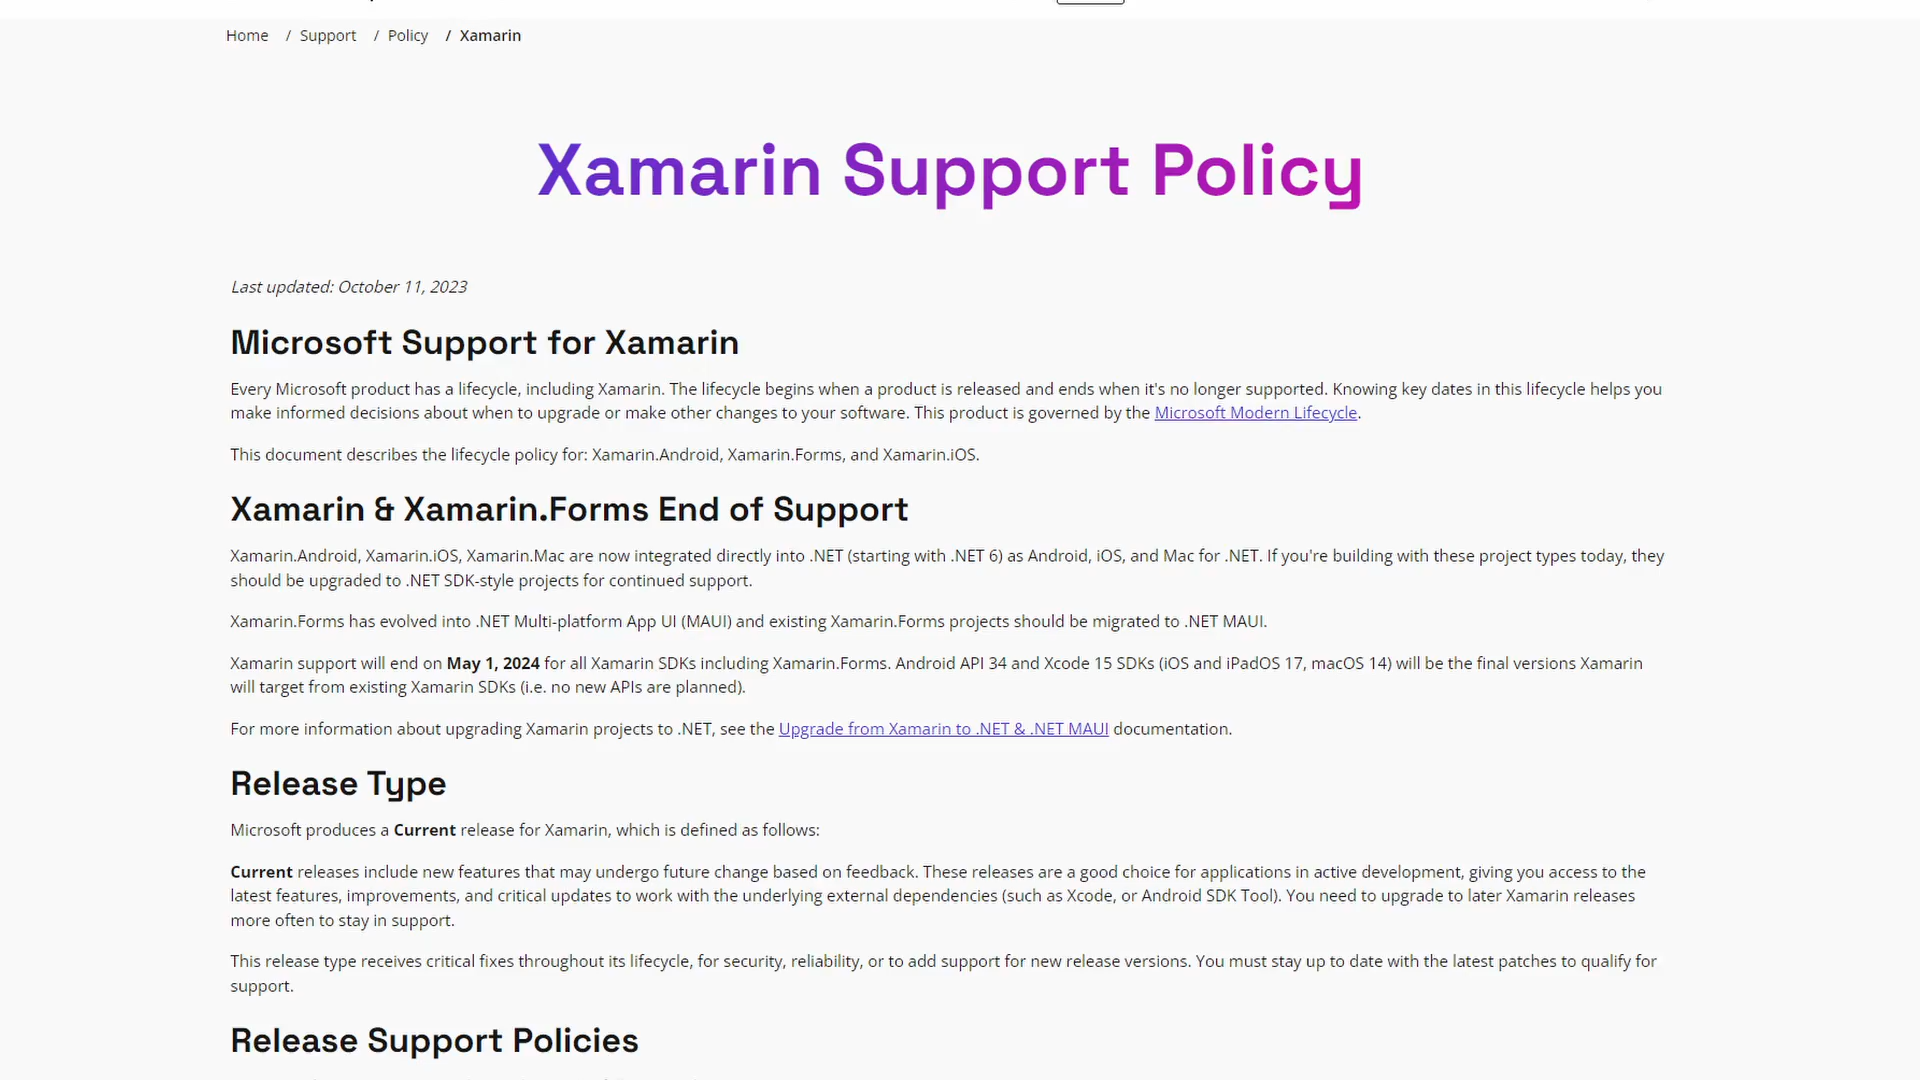 Home / Support / Policy / Xamarin
Xamarin Support Policy
Last updated: October 11, 2023
Microsoft Support for Xamarin
Every Microsoft product has a lifecycle, including Xamarin. The lifecycle begins when a product is released and ends when it's no longer supported. Knowing key dates in this lifecycle helps you
make informed decisions about when to upgrade or make other changes to your software. This product is governed by the Microsoft Modern Lifecycle.
This document describes the lifecycle policy for: Xamarin.Android, Xamarin.Forms, and Xamarin.iOS.
Xamarin & Xamarin.Forms End of Support
Xamarin.Android, Xamarin.iOS, Xamarin.Mac are now integrated directly into .NET (starting with .NET 6) as Android, iOS, and Mac for .NET. If you're building with these project types today, they
should be upgraded to .NET SDK-style projects for continued support.
Xamarin.Forms has evolved into .NET Multi-platform App UI (MAUI) and existing Xamarin.Forms projects should be migrated to .NET MAUI.
Xamarin support will end on May 1, 2024 for all Xamarin SDKs including Xamarin.Forms. Android API 34 and Xcode 15 SDKs (iOS and iPadOS 17, macOS 14) will be the final versions Xamarin
will target from existing Xamarin SDKs (i.e. no new APIs are planned).
For more information about upgrading Xamarin projects to .NET, see the Upgrade from Xamarin to .NET & .NET MAUI documentation.
Release Type
Microsoft produces a Current release for Xamarin, which is defined as follows:
Current releases include new features that may undergo future change based on feedback. These releases are a good choice for applications in active development, giving you access to the
latest features, improvements, and critical updates to work with the underlying external dependencies (such as Xcode, or Android SDK Tool). You need to upgrade to later Xamarin releases
more often to stay in support.
This release type receives critical fixes throughout its lifecycle, for security, reliability, or to add support for new release versions. You must stay up to date with the latest patches to qualify for
support.
Release Support Policies